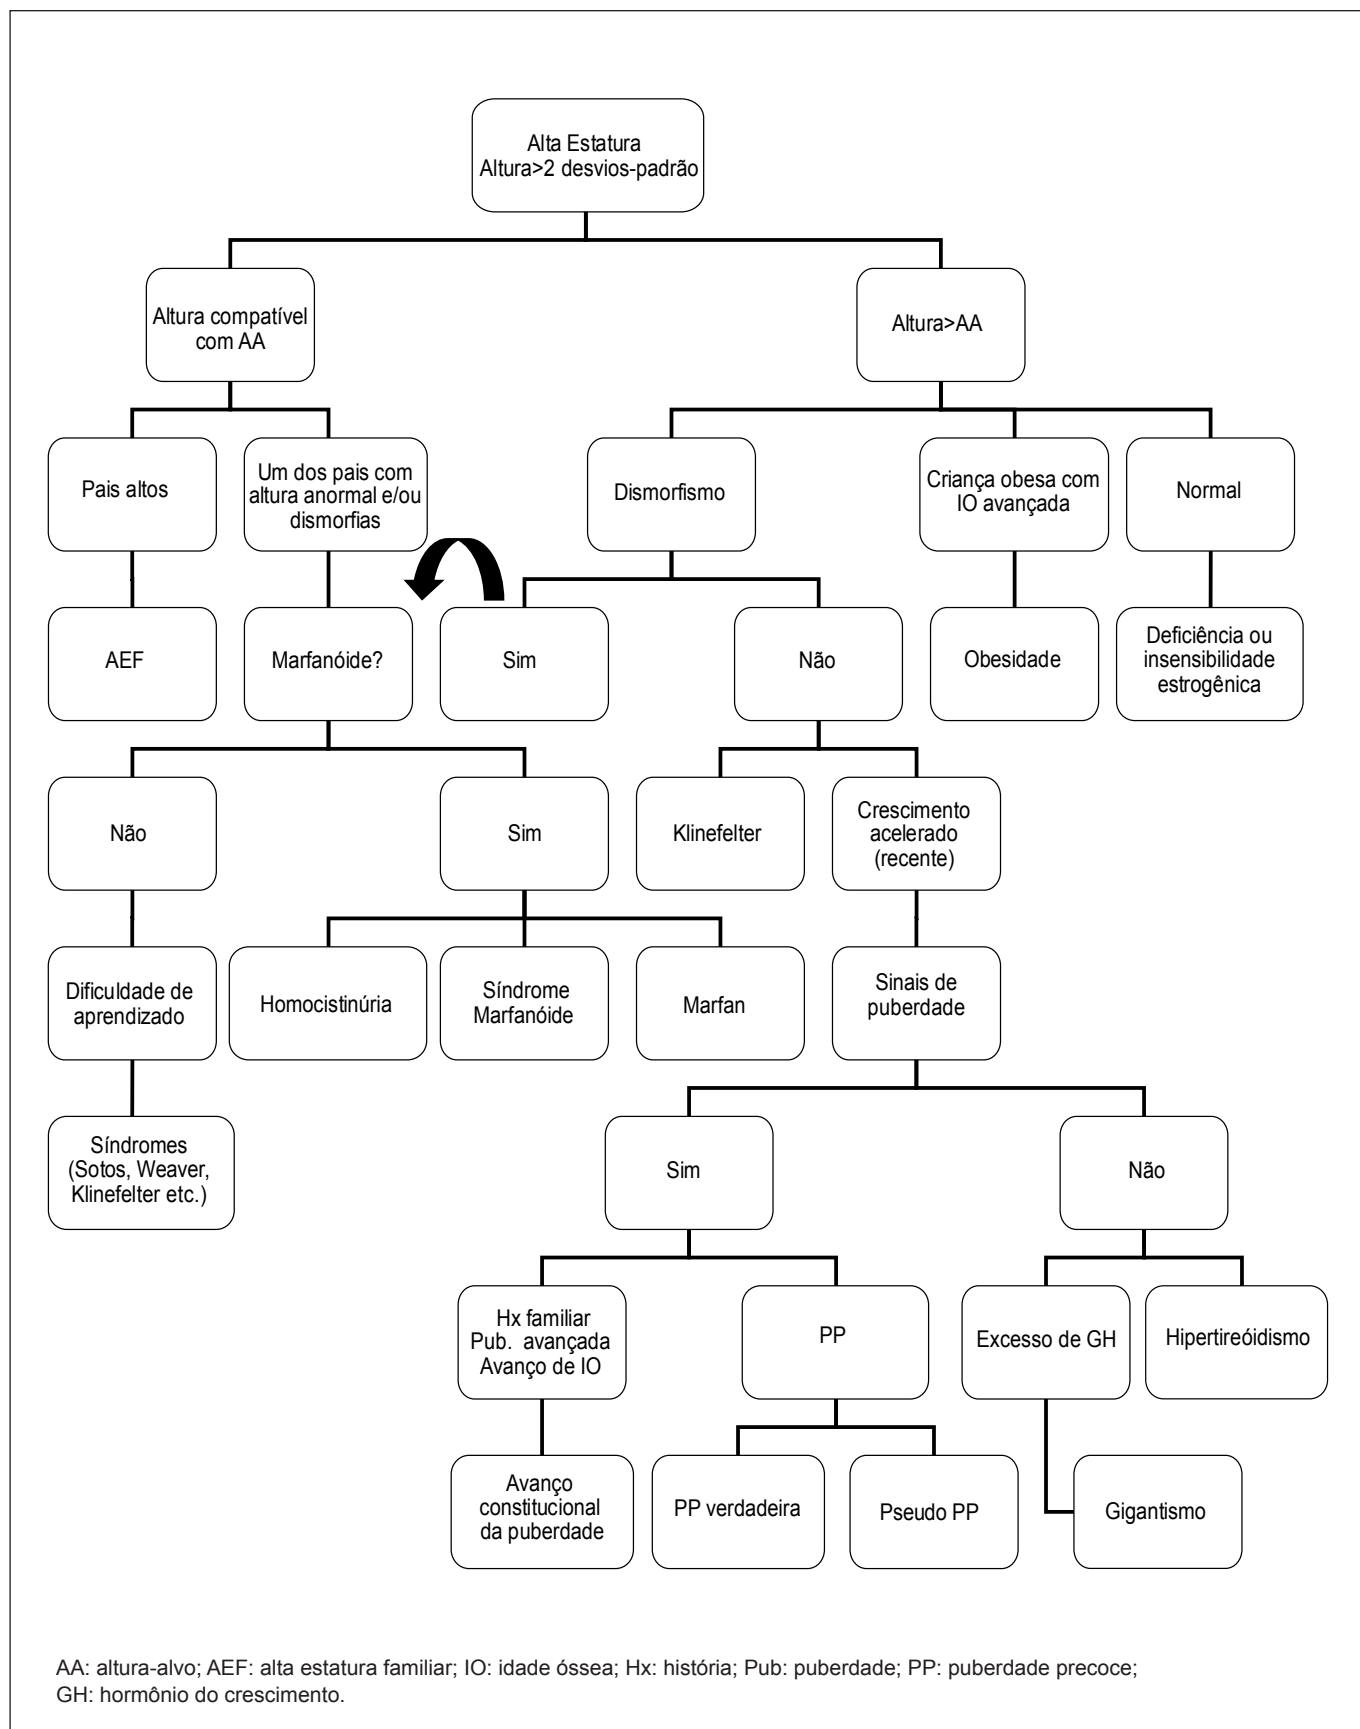 Alta Estatura
Altura>2 desvios-padrão
Altura compatível
com AA
Altura>AA
Pais altos
Um dos pais com
altura anormal e/ou
dismorfias
Dismorfismo
Criança obesa com
IO avançada
Normal
AEF
Marfanóide?
Sim
Não
Obesidade
Deficiência ou
insensibilidade
estrogênica
Não
Sim
Klinefelter
Crescimento
acelerado
(recente)
Dificuldade de
aprendizado
Homocistinúria
Síndrome
Marfanóide
Marfan
Sinais de
puberdade
Síndromes
(Sotos, Weaver,
Klinefelter etc.)
Sim
Não
Hx familiar
Pub. avançada
Avanço de IO
PP
Excesso de GH
Hipertireóidismo
Avanço
constitucional
da puberdade
PP verdadeira
Pseudo PP
Gigantismo
AA: altura-alvo; AEF: alta estatura familiar; IO: idade óssea; Hx: história; Pub: puberdade; PP: puberdade precoce;
GH: hormônio do crescimento.